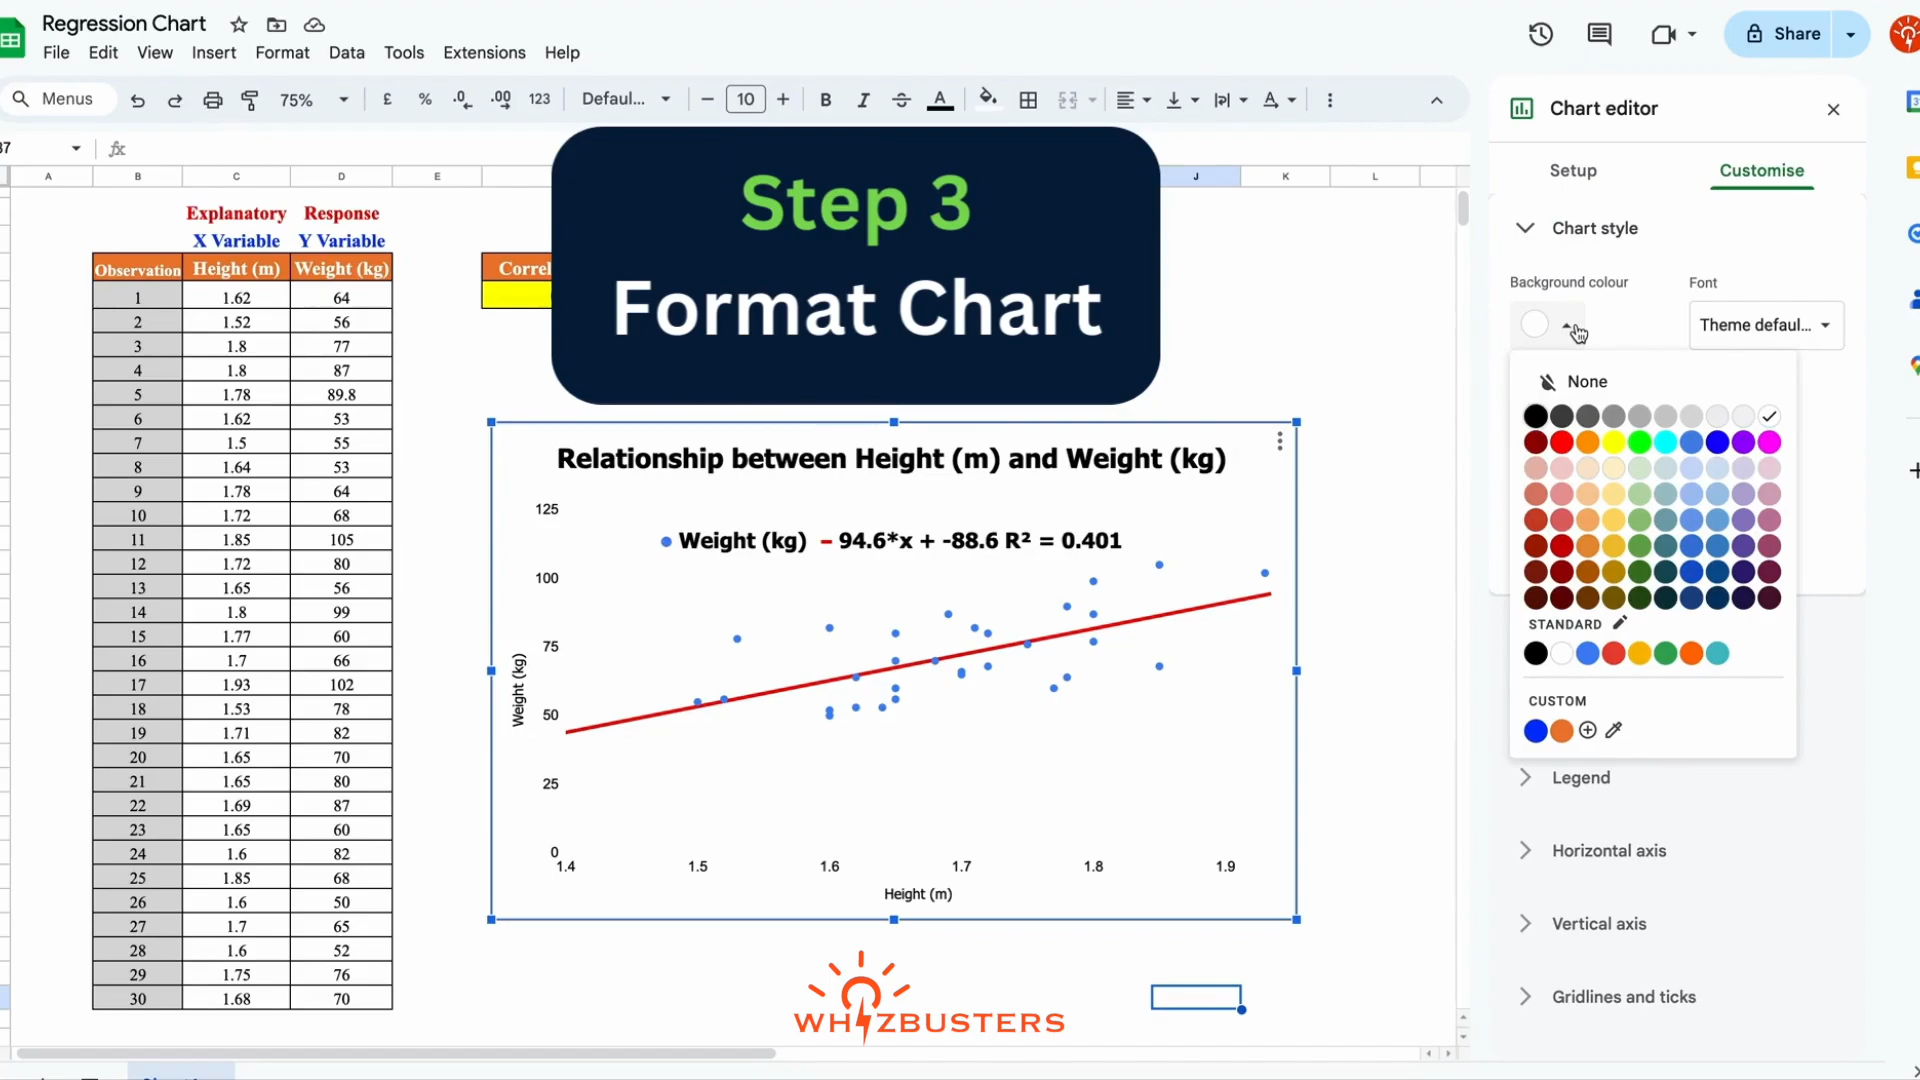 Regression Chart
File Edit View Insert Format Data Tools Extensions Help
Share
Menus 75% £ % .0 .00 123 Defaul... 10 B I A
37 fx
A B C D E J K L
Explanatory Response
X Variable Y Variable
Observation Height (m) Weight (kg)
1 1.62 64
2 1.52 56
3 1.8 77
4 1.8 87
5 1.78 89.8
6 1.62 53
7 1.5 55
8 1.64 53
9 1.78 64
10 1.72 68
11 1.85 105
12 1.72 80
13 1.65 56
14 1.8 99
15 1.77 60
16 1.7 66
17 1.93 102
18 1.53 78
19 1.71 82
20 1.65 70
21 1.65 80
22 1.69 87
23 1.65 60
24 1.6 82
25 1.85 68
26 1.6 50
27 1.7 65
28 1.6 52
29 1.75 76
30 1.68 70
Correl
Step 3
Format Chart
Relationship between Height (m) and Weight (kg)
Weight (kg) 94.6*x + -88.6 R² = 0.401
125
100
75
50
25
0
Weight (kg)
1.4 1.5 1.6 1.7 1.8 1.9
Height (m)
WHIZBUSTERS
Chart editor
Setup Customise
Chart style
Background colour Font
Theme defaul...
None
STANDARD
CUSTOM
Legend
Horizontal axis
Vertical axis
Gridlines and ticks